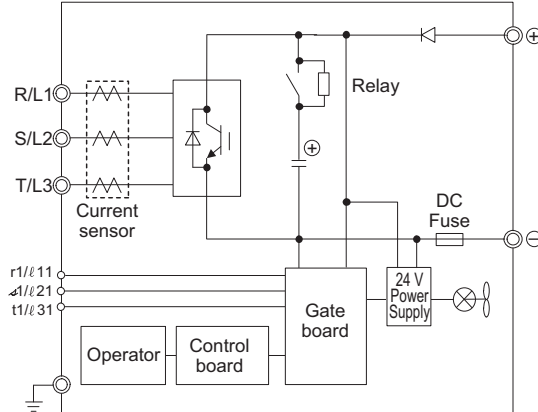 ⊕
R/L1
S/L2
T/L3
Relay
⊕
Current
sensor
DC
Fuse
⊖
r1/ℓ11
𝓈1/ℓ21
t1/ℓ31
Gate
board
24 V
Power
Supply
Operator
Control
board